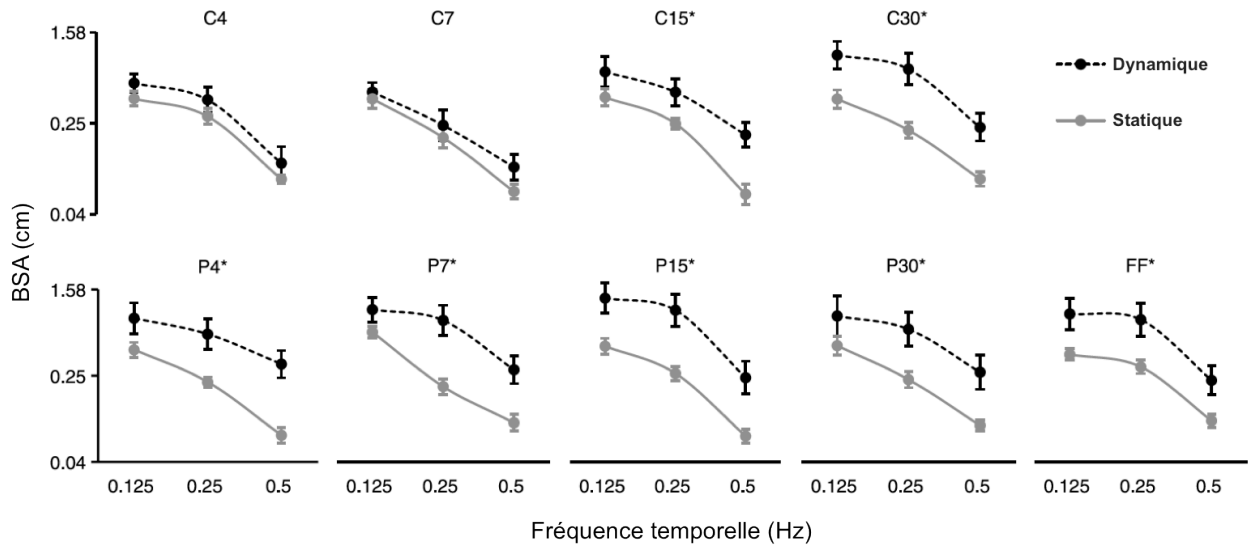 C4 C7 C15* C30*
1.58
0.25
0.04
Dynamique
Statique
BSA (cm)
P4* P7* P15* P30* FF*
1.58
0.25
0.04
0.125 0.25 0.5 0.125 0.25 0.5 0.125 0.25 0.5 0.125 0.25 0.5 0.125 0.25 0.5
Fréquence temporelle (Hz)